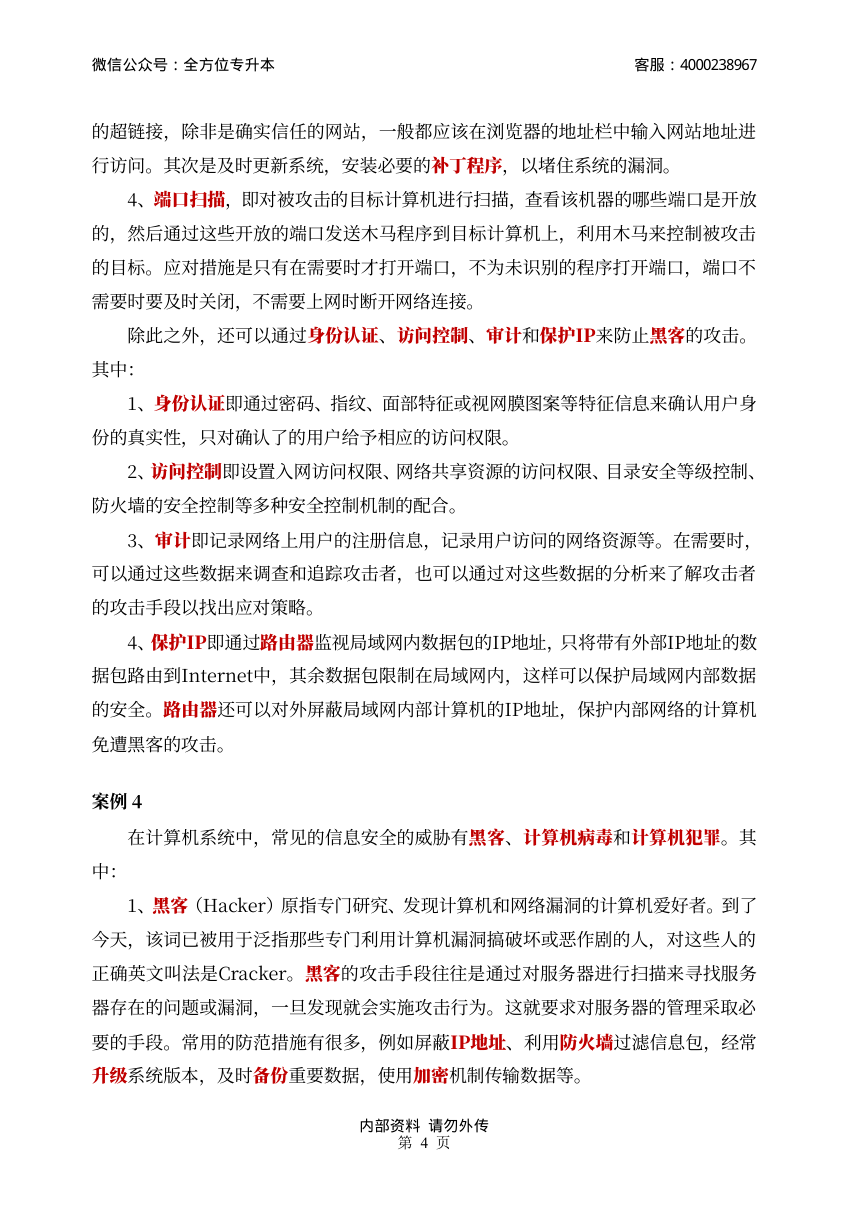 微信公众号：全方位专升本 客服：4000238967
的超链接，除非是确实信任的网站，一般都应该在浏览器的地址栏中输入网站地址进
行访问。其次是及时更新系统，安装必要的补丁程序，以堵住系统的漏洞。
4、端口扫描，即对被攻击的目标计算机进行扫描，查看该机器的哪些端口是开放
的，然后通过这些开放的端口发送木马程序到目标计算机上，利用木马来控制被攻击
的目标。应对措施是只有在需要时才打开端口，不为未识别的程序打开端口，端口不
需要时要及时关闭，不需要上网时断开网络连接。
除此之外，还可以通过身份认证、访问控制、审计和保护IP来防止黑客的攻击。
其中：
1、身份认证即通过密码、指纹、面部特征或视网膜图案等特征信息来确认用户身
份的真实性，只对确认了的用户给予相应的访问权限。
2、访问控制即设置入网访问权限、网络共享资源的访问权限、目录安全等级控制、
防火墙的安全控制等多种安全控制机制的配合。
3、审计即记录网络上用户的注册信息，记录用户访问的网络资源等。在需要时，
可以通过这些数据来调查和追踪攻击者，也可以通过对这些数据的分析来了解攻击者
的攻击手段以找出应对策略。
4、保护IP即通过路由器监视局域网内数据包的IP地址，只将带有外部IP地址的数
据包路由到Internet中，其余数据包限制在局域网内，这样可以保护局域网内部数据
的安全。路由器还可以对外屏蔽局域网内部计算机的IP地址，保护内部网络的计算机
免遭黑客的攻击。
案例 4
在计算机系统中，常见的信息安全的威胁有黑客、计算机病毒和计算机犯罪。其
中：
1、黑客（Hacker）原指专门研究、发现计算机和网络漏洞的计算机爱好者。到了
今天，该词已被用于泛指那些专门利用计算机漏洞搞破坏或恶作剧的人，对这些人的
正确英文叫法是Cracker。黑客的攻击手段往往是通过对服务器进行扫描来寻找服务
器存在的问题或漏洞，一旦发现就会实施攻击行为。这就要求对服务器的管理采取必
要的手段。常用的防范措施有很多，例如屏蔽IP地址、利用防火墙过滤信息包，经常
升级系统版本，及时备份重要数据，使用加密机制传输数据等。
内部资料 请勿外传
第 4 页